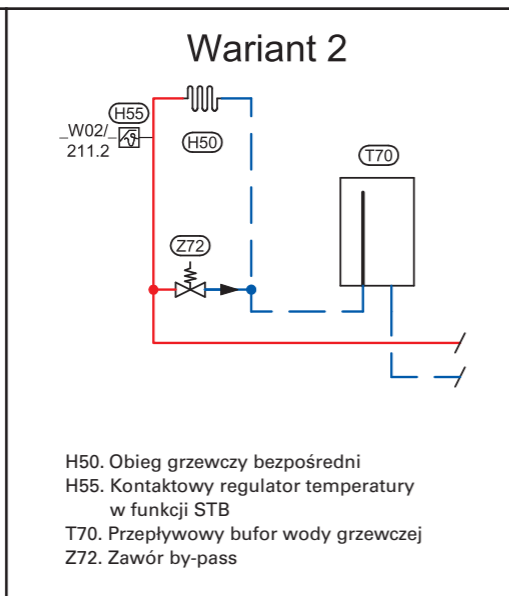 Wariant 2
H55
_W02/_
211.2
H50
T70
Z72
H50. Obieg grzewczy bezpośredni
H55. Kontaktowy regulator temperatury
w funkcji STB
T70. Przepływowy bufor wody grzewczej
Z72. Zawór by-pass